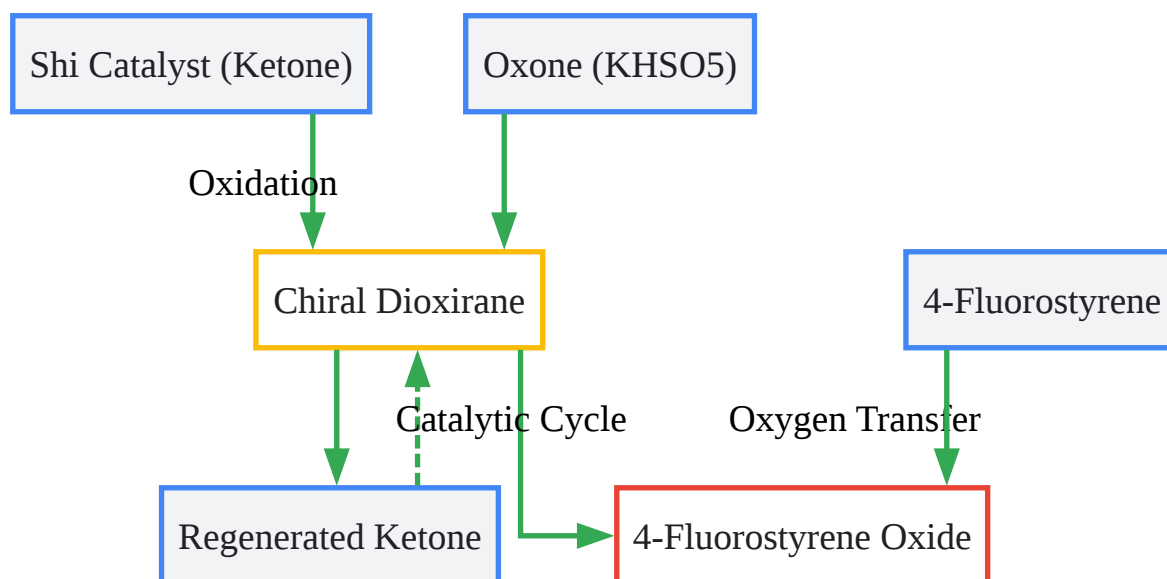 Shi Catalyst (Ketone)
Oxone (KHSO5)
Oxidation
Chiral Dioxirane
4-Fluorostyrene
Catalytic Cycle
Oxygen Transfer
Regenerated Ketone
4-Fluorostyrene Oxide